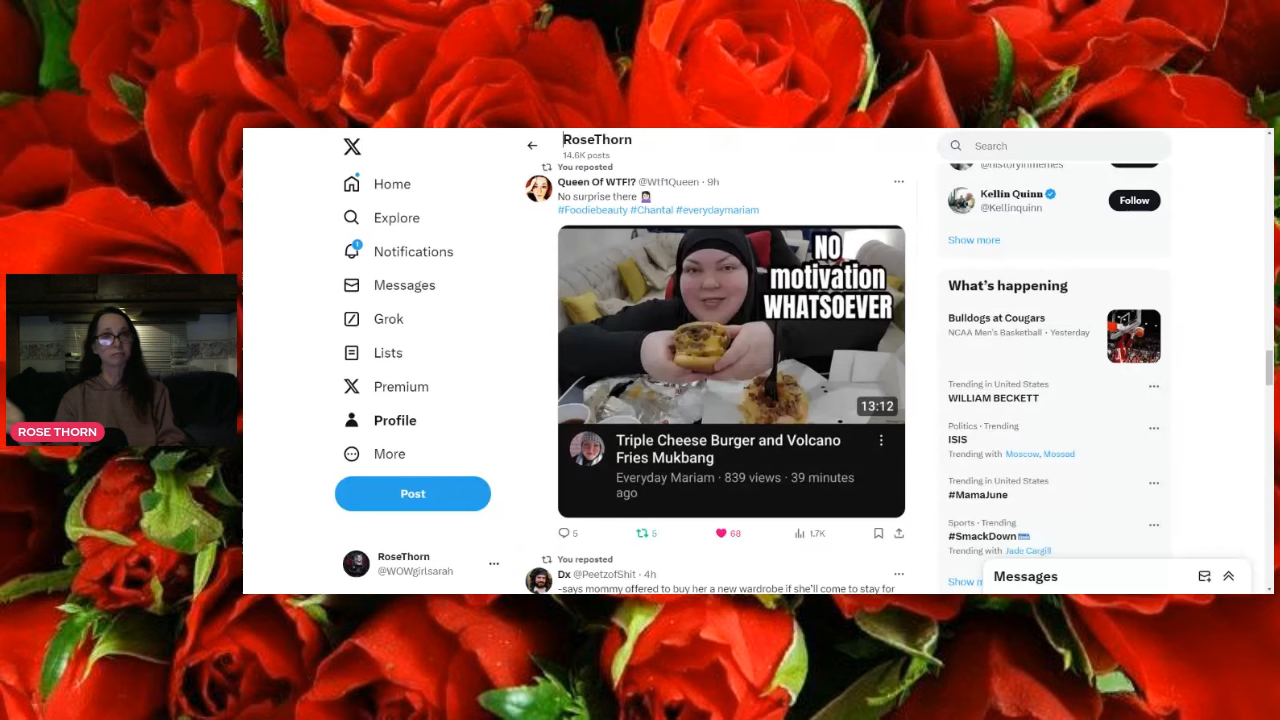 RoseThorn
14.6K posts
Search
Home
Explore
Notifications
1
Messages
Grok
Lists
Premium
Profile
More
Post
RoseThorn
@WOWgirlsarah
ROSE THORN
You reposted
Queen Of WTF!? @Wtf1Queen · 9h
No surprise there
#Foodiebeauty #Chantal #everydaymariam
NO
motivation
WHATSOEVER
13:12
Triple Cheese Burger and Volcano
Fries Mukbang
Everyday Mariam · 839 views · 39 minutes
ago
5
5
68
1.7K
You reposted
Dx @PeetzofShit · 4h
-says mommy offered to buy her a new wardrobe if she'll come to stay for
@historyinmemes
Kellin Quinn
@Kellinquinn
Follow
Show more
What's happening
Bulldogs at Cougars
NCAA Men's Basketball · Yesterday
Trending in United States
WILLIAM BECKETT
Politics · Trending
ISIS
Trending with Moscow, Mossad
Trending in United States
#MamaJune
Sports · Trending
#SmackDown
Trending with Jade Cargill
Show m
Messages